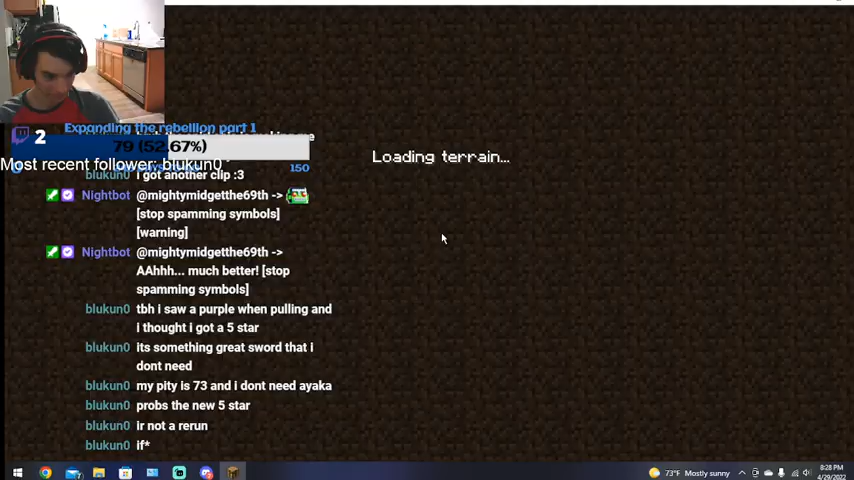 Expanding the rebellion part 1
2
79 (52.67%)
Most recent follower: blukun0
150
Loading terrain...
blukun0 i got another clip :3
Nightbot @mightymidgetthe69th ->
[stop spamming symbols]
[warning]
Nightbot @mightymidgetthe69th ->
AAhhh... much better! [stop
spamming symbols]
blukun0 tbh i saw a purple when pulling and
i thought i got a 5 star
blukun0 its something great sword that i
dont need
blukun0 my pity is 73 and i dont need ayaka
blukun0 probs the new 5 star
blukun0 ir not a rerun
blukun0 if*
73°F Mostly sunny
8:28 PM
4/29/2022